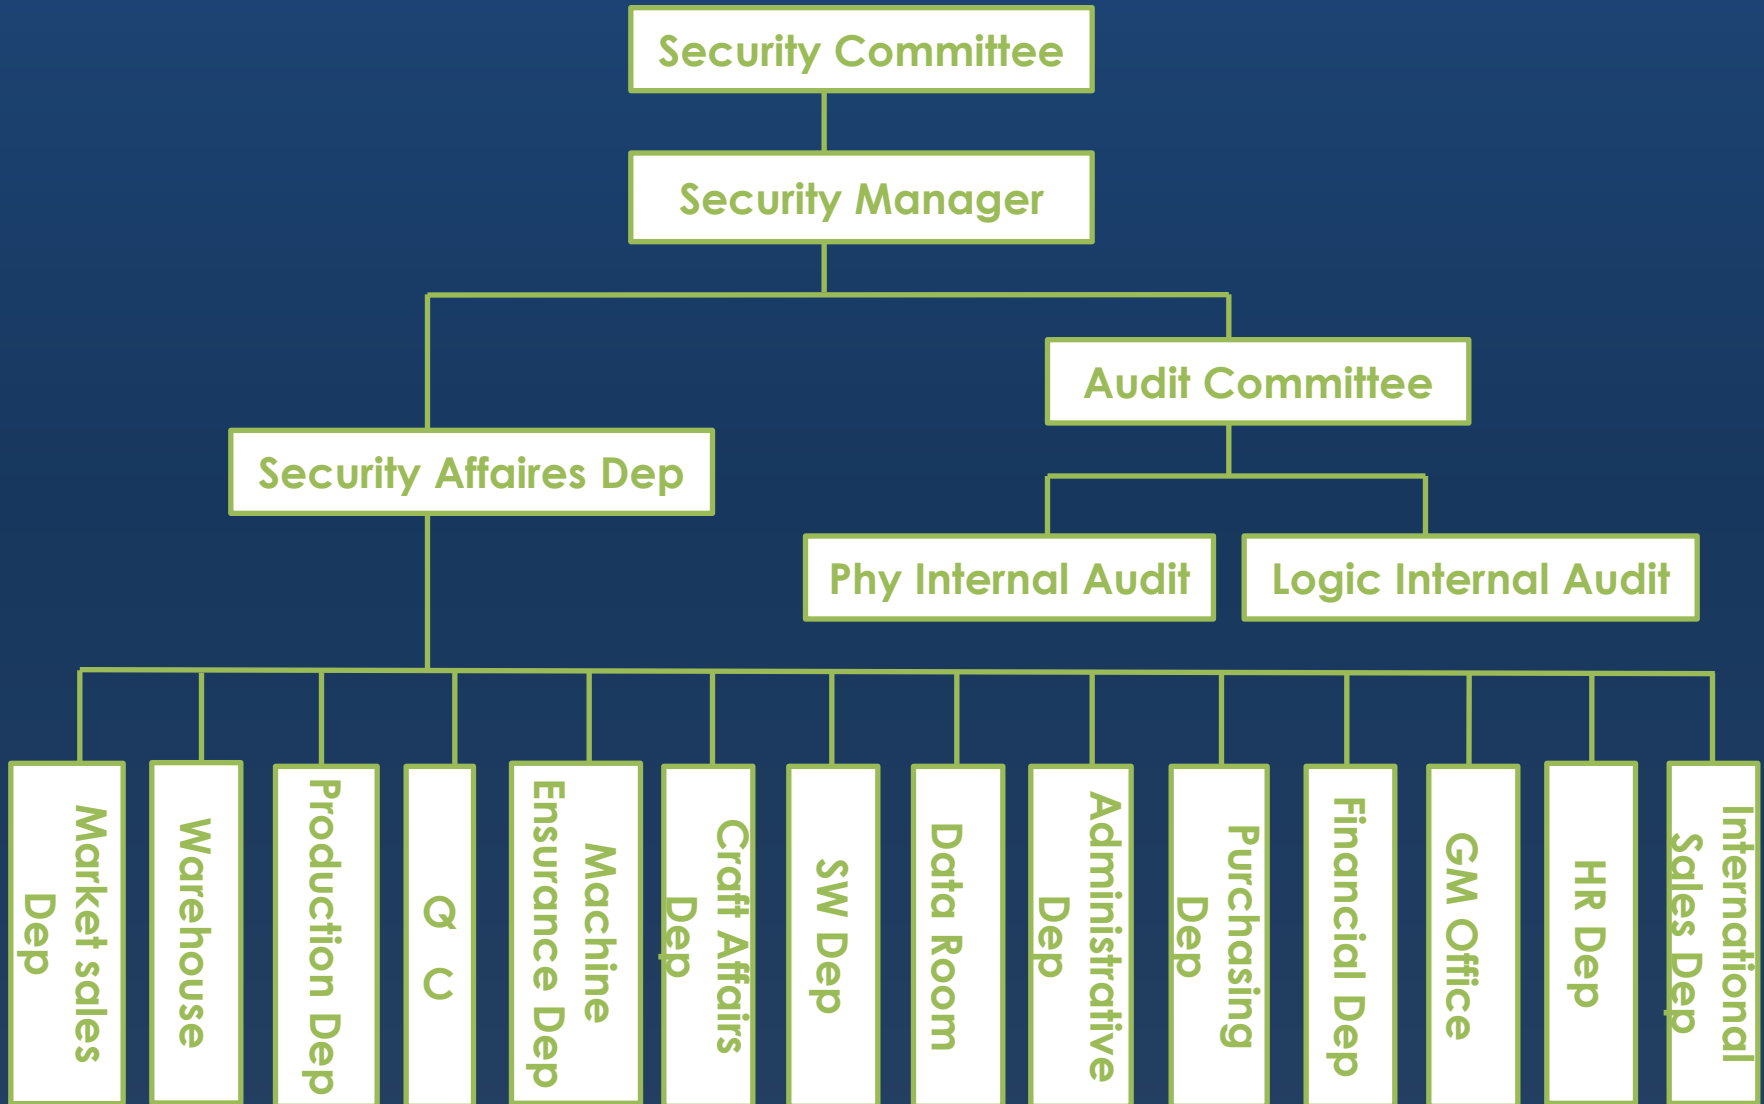 Security Committee
Security Manager
Audit Committee
Security Affaires Dep
Phy Internal Audit
Logic Internal Audit
Market sales
Dep
Warehouse
Production Dep
Q
C
Machine
Ensurance Dep
Craft Affairs
Dep
SW Dep
Data Room
Administrative
Dep
Purchasing
Dep
Financial Dep
GM Office
HR Dep
International
Sales Dep